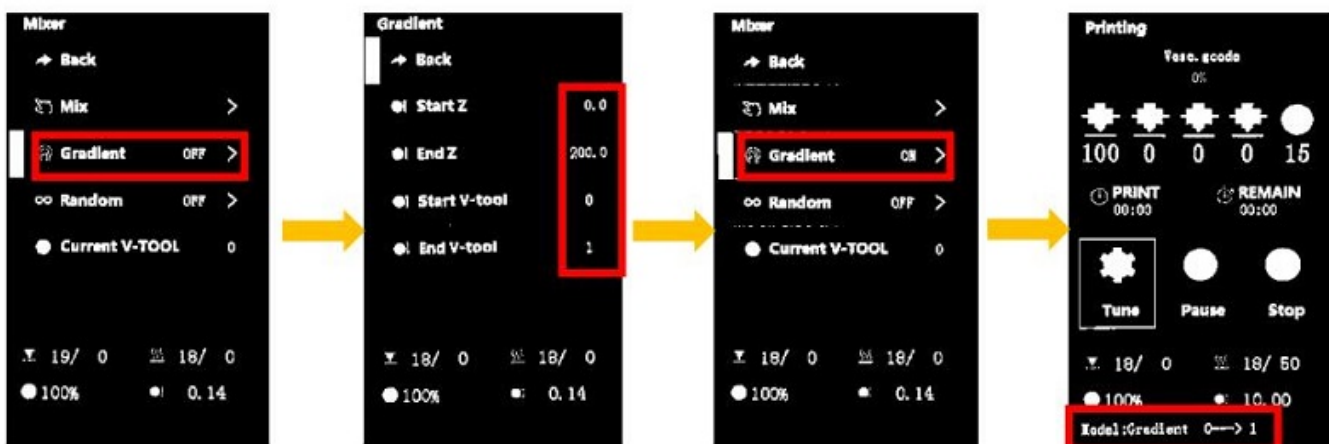 Mixer
Back
Mix >
Gradient OFF >
Random OFF >
Current V-TOOL 0
19/ 0 18/ 0
100% 0.14
Gradient
Back
Start Z 0.0
End Z 200.0
Start V-tool 0
End V-tool 1
18/ 0 18/ 0
100% 0.14
Mixer
Back
Mix >
Gradient ON >
Random OFF >
Current V-TOOL 0
18/ 0 18/ 0
100% 0.14
Printing
Vase.gcode
0%
100 0 0 0 15
PRINT REMAIN
00:00 00:00
Tune Pause Stop
18/ 0 18/ 50
100% 10.00
Model:Gradient 0--->1